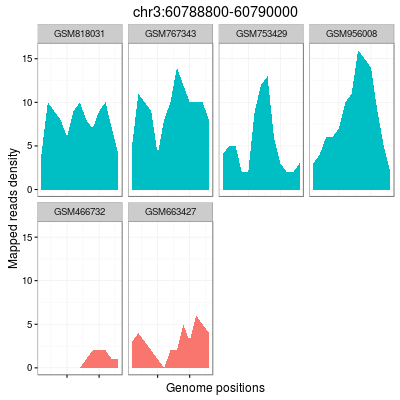 chr3:60788800-60790000
GSM818031 GSM767343 GSM753429 GSM956008
15
10
5
0
GSM466732 GSM663427
15
10
5
0
Mapped reads density
Genome positions